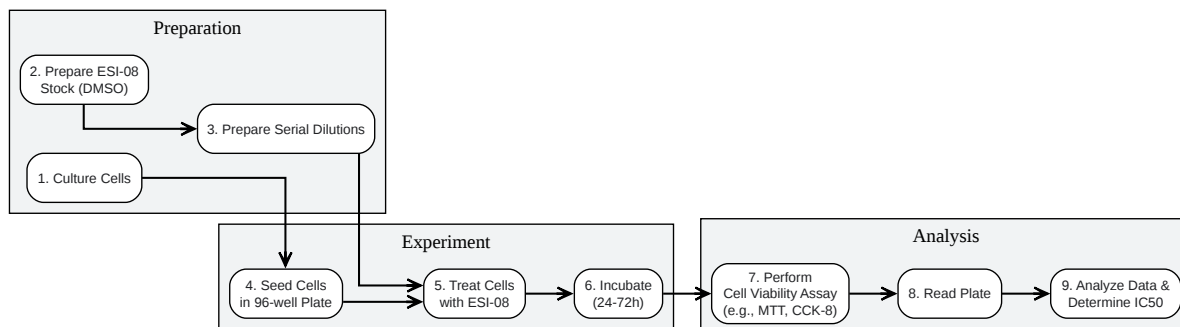 Preparation
2. Prepare ESI-08
Stock (DMSO)
3. Prepare Serial Dilutions
1. Culture Cells
Experiment
4. Seed Cells
in 96-well Plate
5. Treat Cells
with ESI-08
6. Incubate
(24-72h)
Analysis
7. Perform
Cell Viability Assay
(e.g., MTT, CCK-8)
8. Read Plate
9. Analyze Data &
Determine IC50